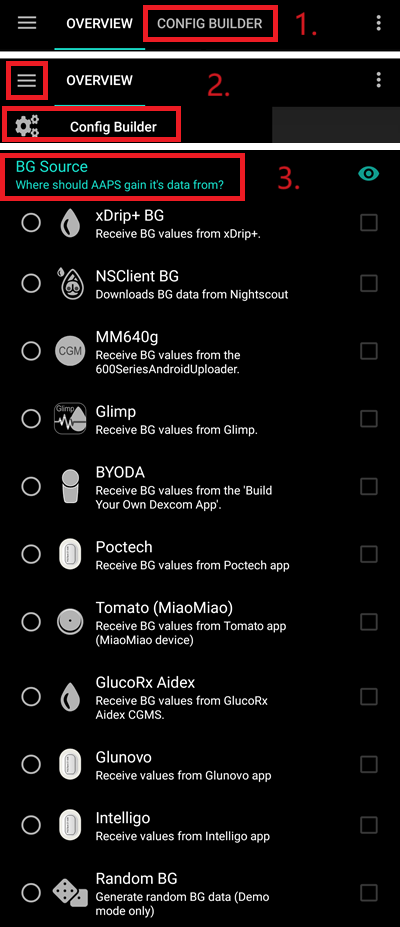 OVERVIEW CONFIG BUILDER 1.
OVERVIEW 2.
Config Builder
BG Source
Where should AAPS gain it's data from? 3.
xDrip+ BG
Receive BG values from xDrip+.
NSClient BG
Downloads BG data from Nightscout
MM640g
CGM Receive BG values from the
600SeriesAndroidUploader.
Glimp Glimp
Receive BG values from Glimp.
BYODA
Receive BG values from the 'Build
Your Own Dexcom App'.
Poctech
Receive BG values from Poctech app
Tomato (MiaoMiao)
Receive BG values from Tomato app
(MiaoMiao device)
GlucoRx Aidex
Receive BG values from GlucoRx
Aidex CGMS.
Glunovo
Receive values from Glunovo app
Intelligo
Receive values from Intelligo app
Random BG
Generate random BG data (Demo
mode only)